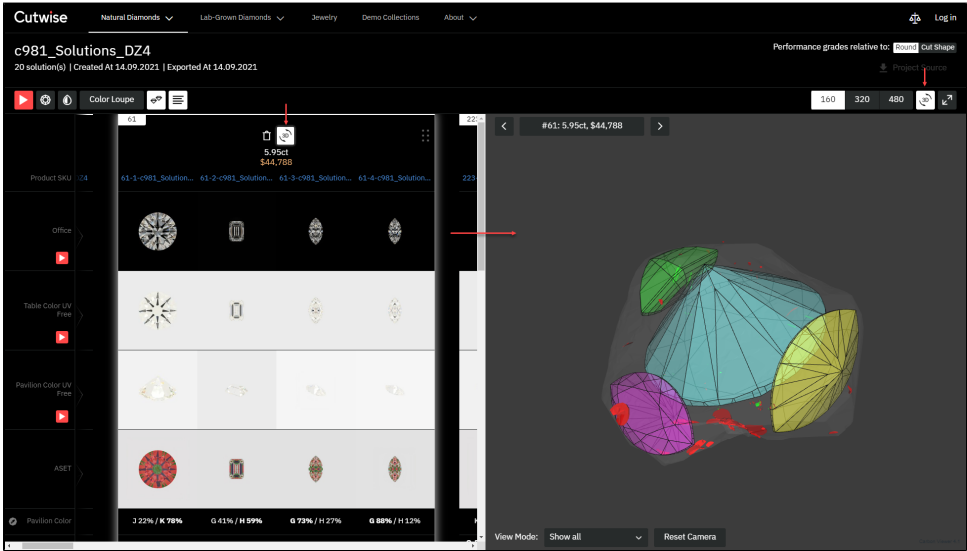 Cutwise
Natural Diamonds
Lab-Grown Diamonds
Jewelry
Demo Collections
About
Log in
c981_Solutions_DZ4
20 solution(s) | Created At 14.09.2021 | Exported At 14.09.2021
Performance grades relative to: Round Cut Shape
Project Source
Color Loupe
160 320 480 3D
61
223
3D
5.95ct
$44,788
#61: 5.95ct, $44,788
Product SKU
61-1-c981_Solution... 61-2-c981_Solution... 61-3-c981_Solution... 61-4-c981_Solution...
Office
Table Color UV
Free
Pavilion Color UV
Free
ASET
Pavilion Color
J 22% / K 78% G 41% / H 59% G 73% / H 27% G 88% / H 12%
View Mode: Show all Reset Camera